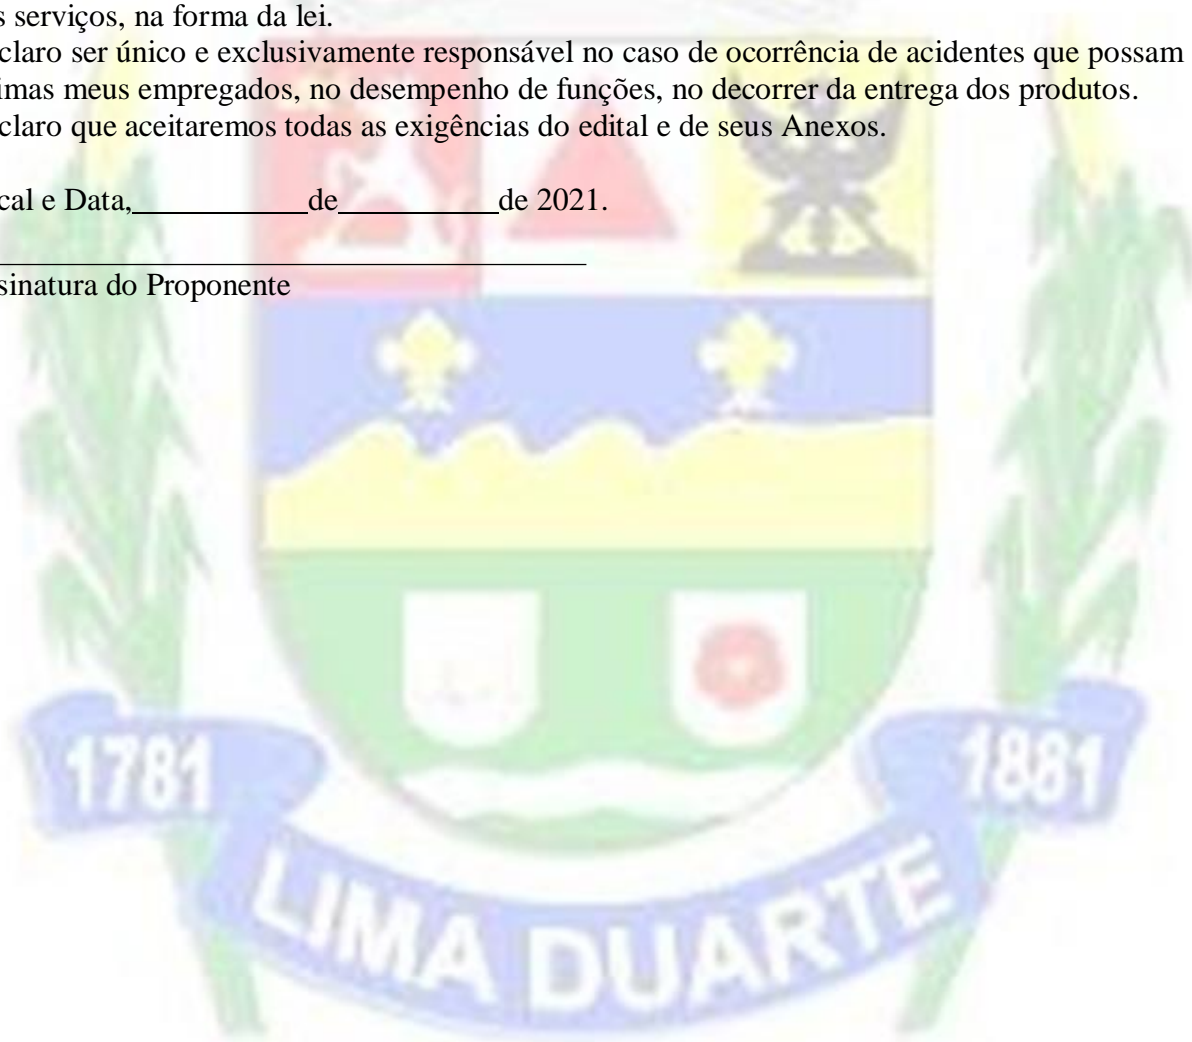 s serviços, na forma da lei.
claro ser único e exclusivamente responsável no caso de ocorrência de acidentes que possam
imas meus empregados, no desempenho de funções, no decorrer da entrega dos produtos.
claro que aceitaremos todas as exigências do edital e de seus Anexos.
cal e Data,___________de__________de 2021.
sinatura do Proponente
1781
1881
LIMA DUARTE